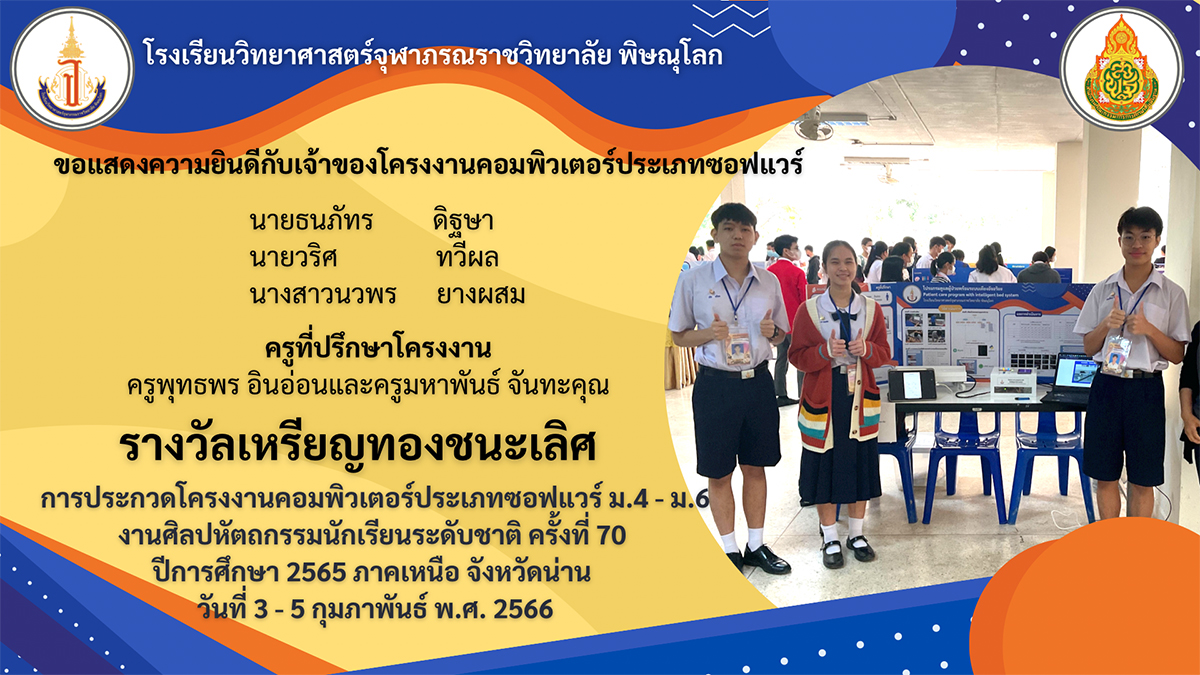 โรงเรียนวิทยาศาสตร์จุฬาภรณราชวิทยาลัย พิษณุโลก
ขอแสดงความยินดีกับเจ้าของโครงงานคอมพิวเตอร์ประเภทซอฟแวร์
นายธนภัทร ดิฐษา
นายวริศ ทวีผล
นางสาวนวพร ยางผสม
ครูที่ปรึกษาโครงงาน
ครูพุทธพร อินอ่อนและครูมหาพันธ์ จันทะคุณ
รางวัลเหรียญทองชนะเลิศ
การประกวดโครงงานคอมพิวเตอร์ประเภทซอฟแวร์ ม.4 - ม.6
งานศิลปหัตถกรรมนักเรียนระดับชาติ ครั้งที่ 70
ปีการศึกษา 2565 ภาคเหนือ จังหวัดน่าน
วันที่ 3 - 5 กุมภาพันธ์ พ.ศ. 2566
Patient care program with intelligent bed system